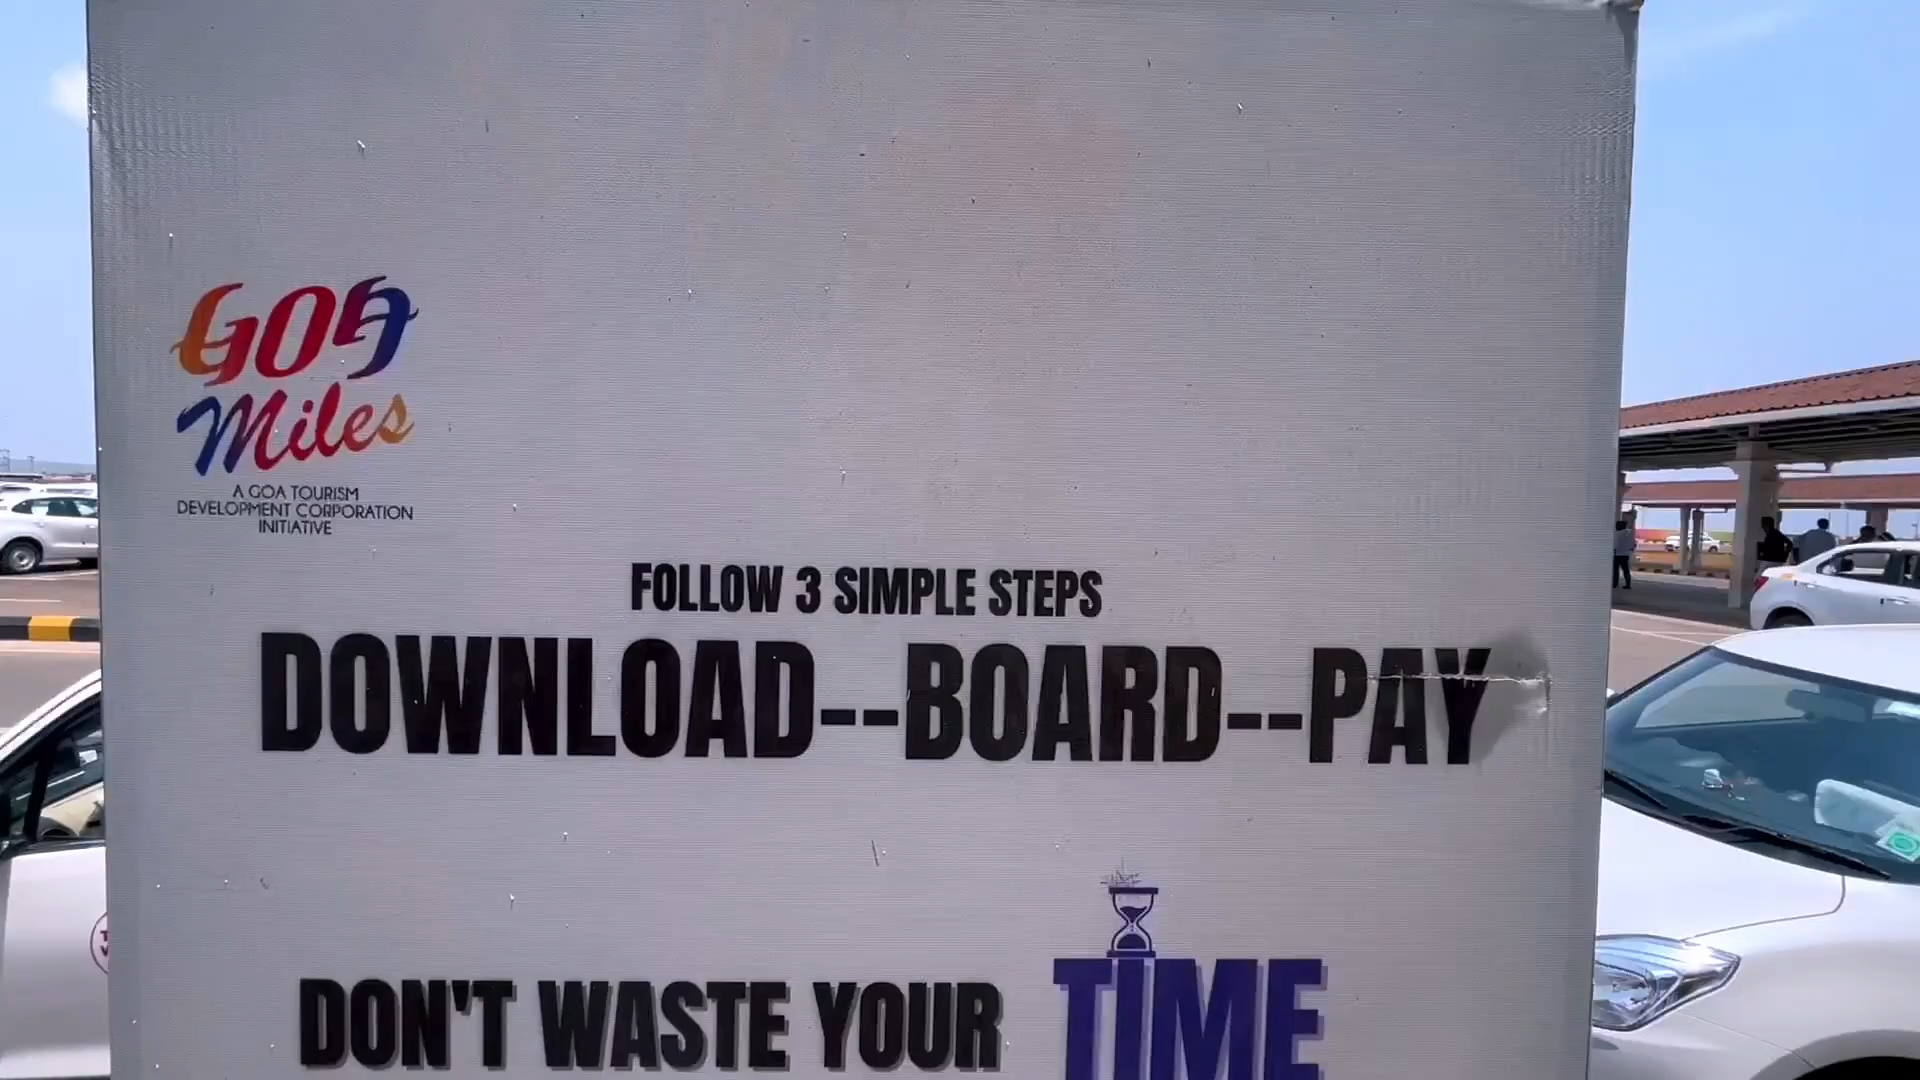 GOA
Miles
A GOA TOURISM
DEVELOPMENT CORPORATION
INITIATIVE
FOLLOW 3 SIMPLE STEPS
DOWNLOAD--BOARD--PAY
DON'T WASTE YOUR TIME